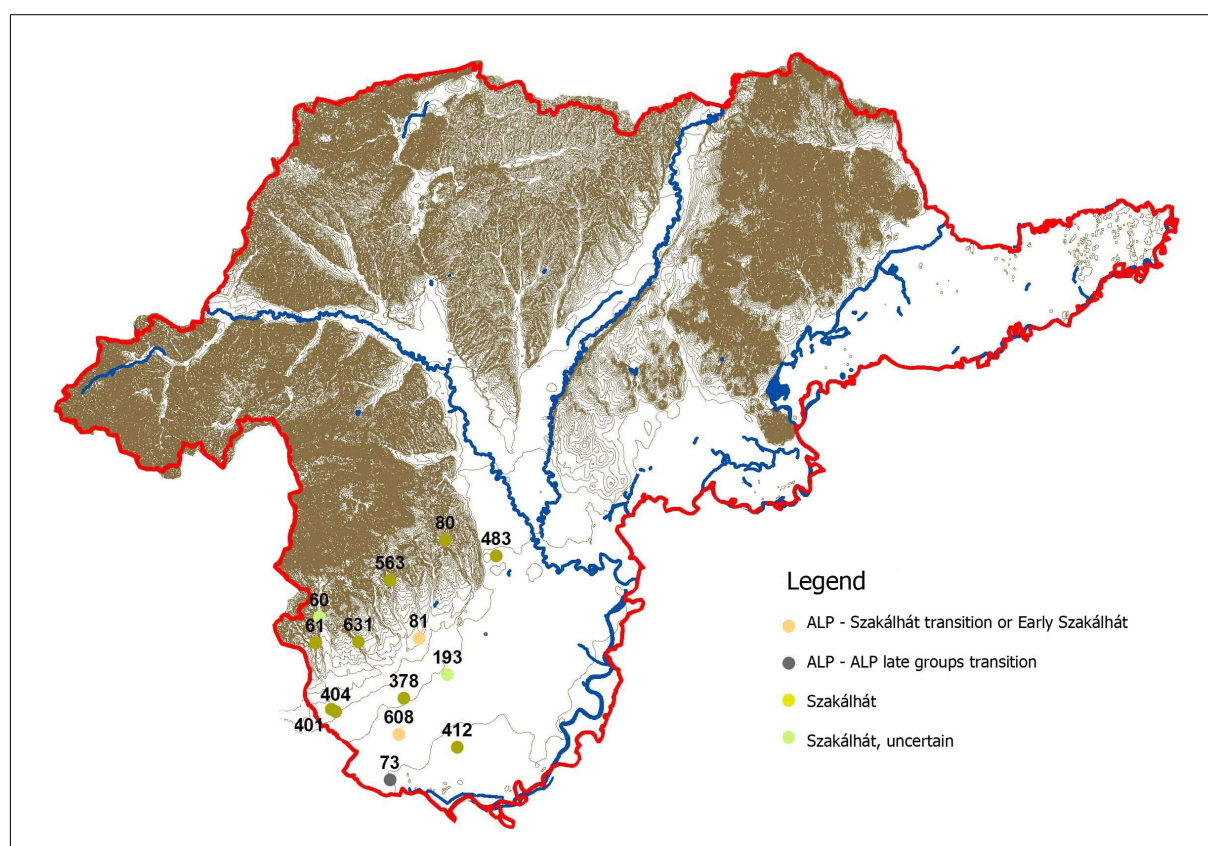 80
483
563
60
61
631
81
193
404
378
401
608
412
73
Legend
ALP - Szakálhát transition or Early Szakálhát
ALP - ALP late groups transition
Szakálhát
Szakálhát, uncertain